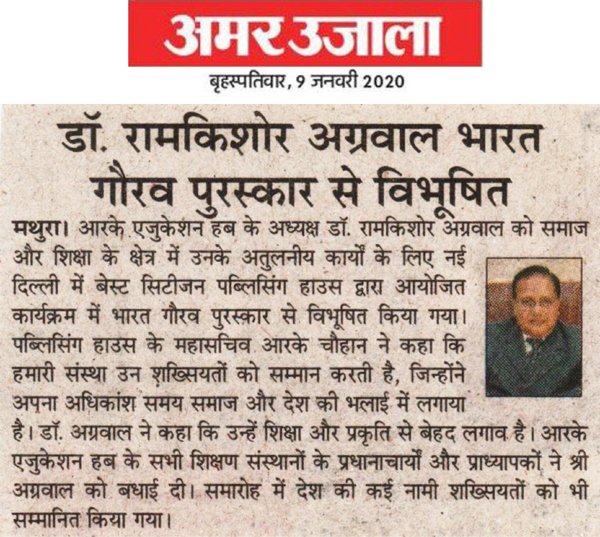 अमर उजाला
बृहस्पतिवार, 9 जनवरी 2020
डॉ. रामकिशोर अग्रवाल भारत
गौरव पुरस्कार से विभूषित
मथुरा। आरके एजुकेशन हब के अध्यक्ष डॉ. रामकिशोर अग्रवाल को समाज
और शिक्षा के क्षेत्र में उनके अतुलनीय कार्यों के लिए नई
दिल्ली में बेस्ट सिटीजन पब्लिसिंग हाउस द्वारा आयोजित
कार्यक्रम में भारत गौरव पुरस्कार से विभूषित किया गया।
पब्लिसिंग हाउस के महासचिव आरके चौहान ने कहा कि
हमारी संस्था उन शख्सियतों को सम्मान करती है, जिन्होंने
अपना अधिकांश समय समाज और देश की भलाई में लगाया
है। डॉ. अग्रवाल ने कहा कि उन्हें शिक्षा और प्रकृति से बेहद लगाव है। आरके
एजुकेशन हब के सभी शिक्षण संस्थानों के प्रधानाचार्यों और प्राध्यापकों ने श्री
अग्रवाल को बधाई दी। समारोह में देश की कई नामी शख्सियतों को भी
सम्मानित किया गया।